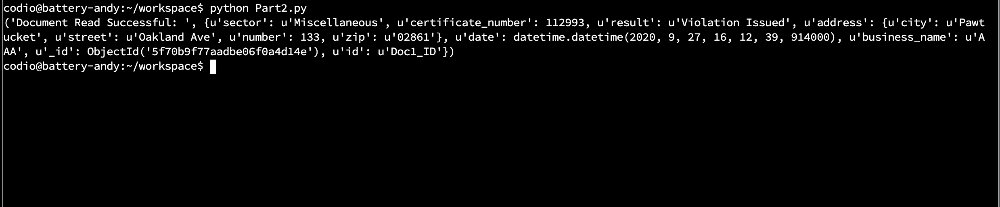 codio@battery-andy:~/workspace$ python Part2.py
('Document Read Successful: ', {u'sector': u'Miscellaneous', u'certificate_number': 112993, u'result': u'Violation Issued', u'address': {u'city': u'Pawt
ucket', u'street': u'Oakland Ave', u'number': 133, u'zip': u'02861'}, u'date': datetime.datetime(2020, 9, 27, 16, 12, 39, 914000), u'business_name': u'A
AA', u'_id': ObjectId('5f70b9f77aadbe06f0a4d14e'), u'id': u'Doc1_ID'})
codio@battery-andy:~/workspace$